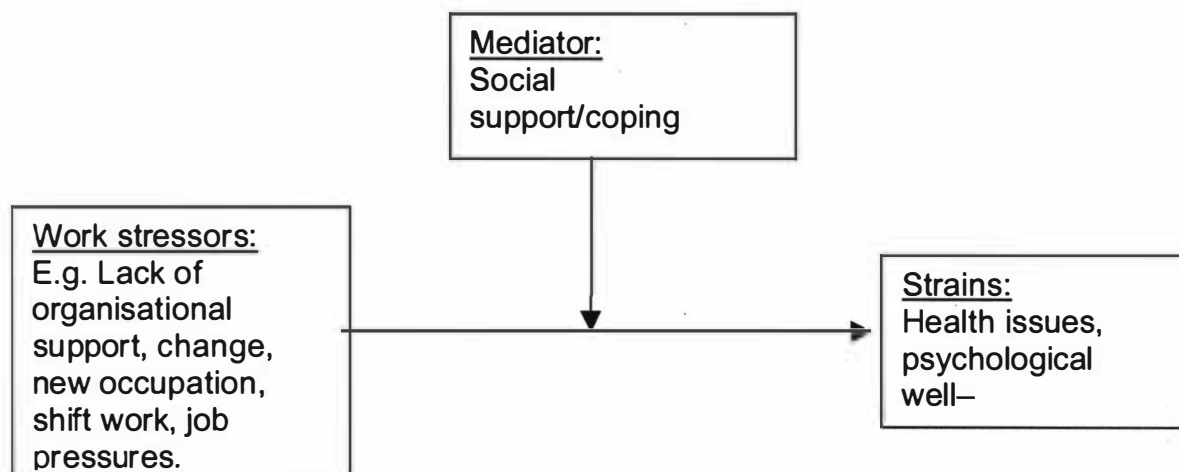 Mediator:
Social
support/coping
Work stressors:
E.g. Lack of
organisational
support, change,
new occupation,
shift work, job
pressures.
Strains:
Health issues,
psychological
well–